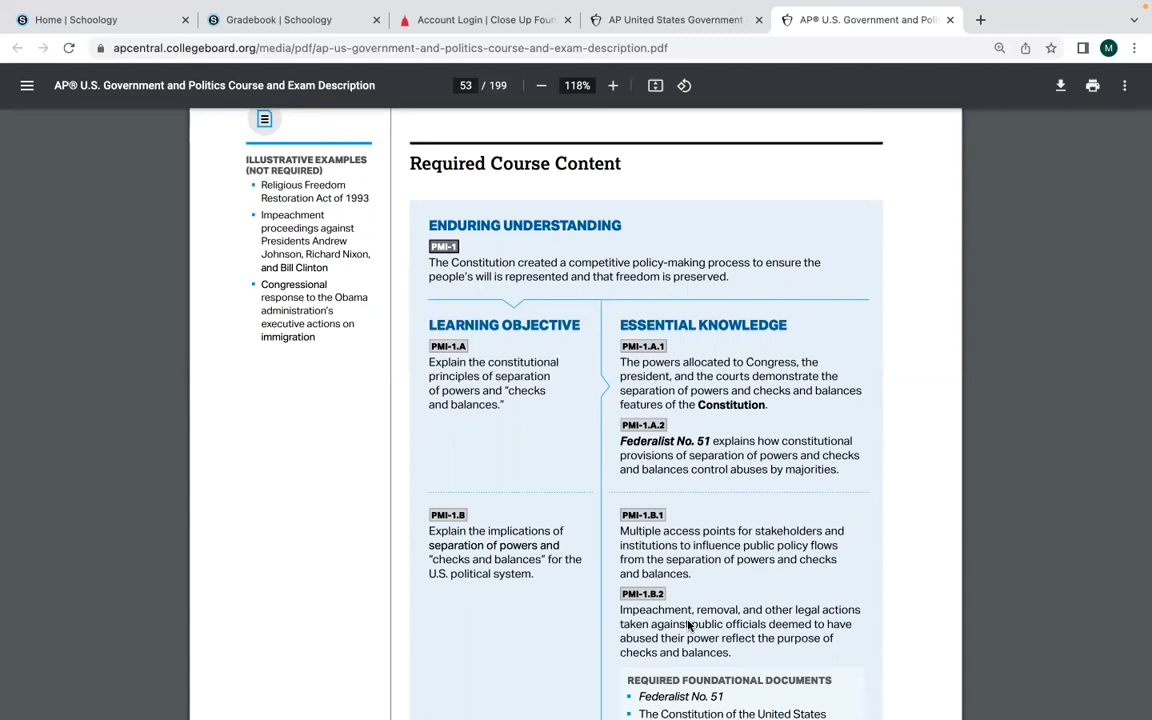 Home | Schoology
Gradebook | Schoology
Account Login | Close Up Foun
AP United States Government
AP® U.S. Government and Poli
apcentral.collegeboard.org/media/pdf/ap-us-government-and-politics-course-and-exam-description.pdf
M
AP® U.S. Government and Politics Course and Exam Description
53 / 199
118%
ILLUSTRATIVE EXAMPLES
(NOT REQUIRED)
Religious Freedom
Restoration Act of 1993
Impeachment
proceedings against
Presidents Andrew
Johnson, Richard Nixon,
and Bill Clinton
Congressional
response to the Obama
administration's
executive actions on
immigration
Required Course Content
ENDURING UNDERSTANDING
PMI-1
The Constitution created a competitive policy-making process to ensure the
people's will is represented and that freedom is preserved.
LEARNING OBJECTIVE
PMI-1.A
Explain the constitutional
principles of separation
of powers and "checks
and balances."
ESSENTIAL KNOWLEDGE
PMI-1.A.1
The powers allocated to Congress, the
president, and the courts demonstrate the
separation of powers and checks and balances
features of the Constitution.
PMI-1.A.2
Federalist No. 51 explains how constitutional
provisions of separation of powers and checks
and balances control abuses by majorities.
PMI-1.B
Explain the implications of
separation of powers and
"checks and balances" for the
U.S. political system.
PMI-1.B.1
Multiple access points for stakeholders and
institutions to influence public policy flows
from the separation of powers and checks
and balances.
PMI-1.B.2
Impeachment, removal, and other legal actions
taken against public officials deemed to have
abused their power reflect the purpose of
checks and balances.
REQUIRED FOUNDATIONAL DOCUMENTS
Federalist No. 51
The Constitution of the United States